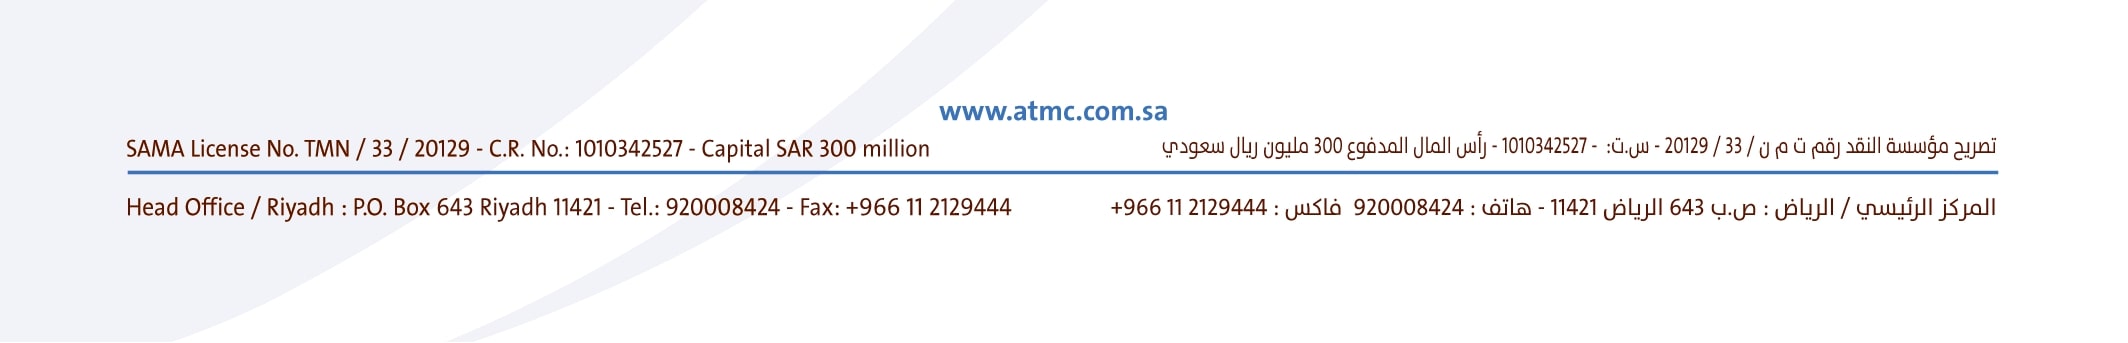 www.atmc.com.sa
SAMA License No. TMN / 33 / 20129 - C.R. No.: 1010342527 - Capital SAR 300 million
تصريح مؤسسة النقد رقم ت م ن / 33 / 20129 - س.ت: - 1010342527 - رأس المال المدفوع 300 مليون ريال سعودي
Head Office / Riyadh : P.O. Box 643 Riyadh 11421 - Tel.: 920008424 - Fax: +966 11 2129444
المركز الرئيسي / الرياض : ص.ب 643 الرياض 11421 - هاتف : 920008424 فاكس : 2129444 11 966+